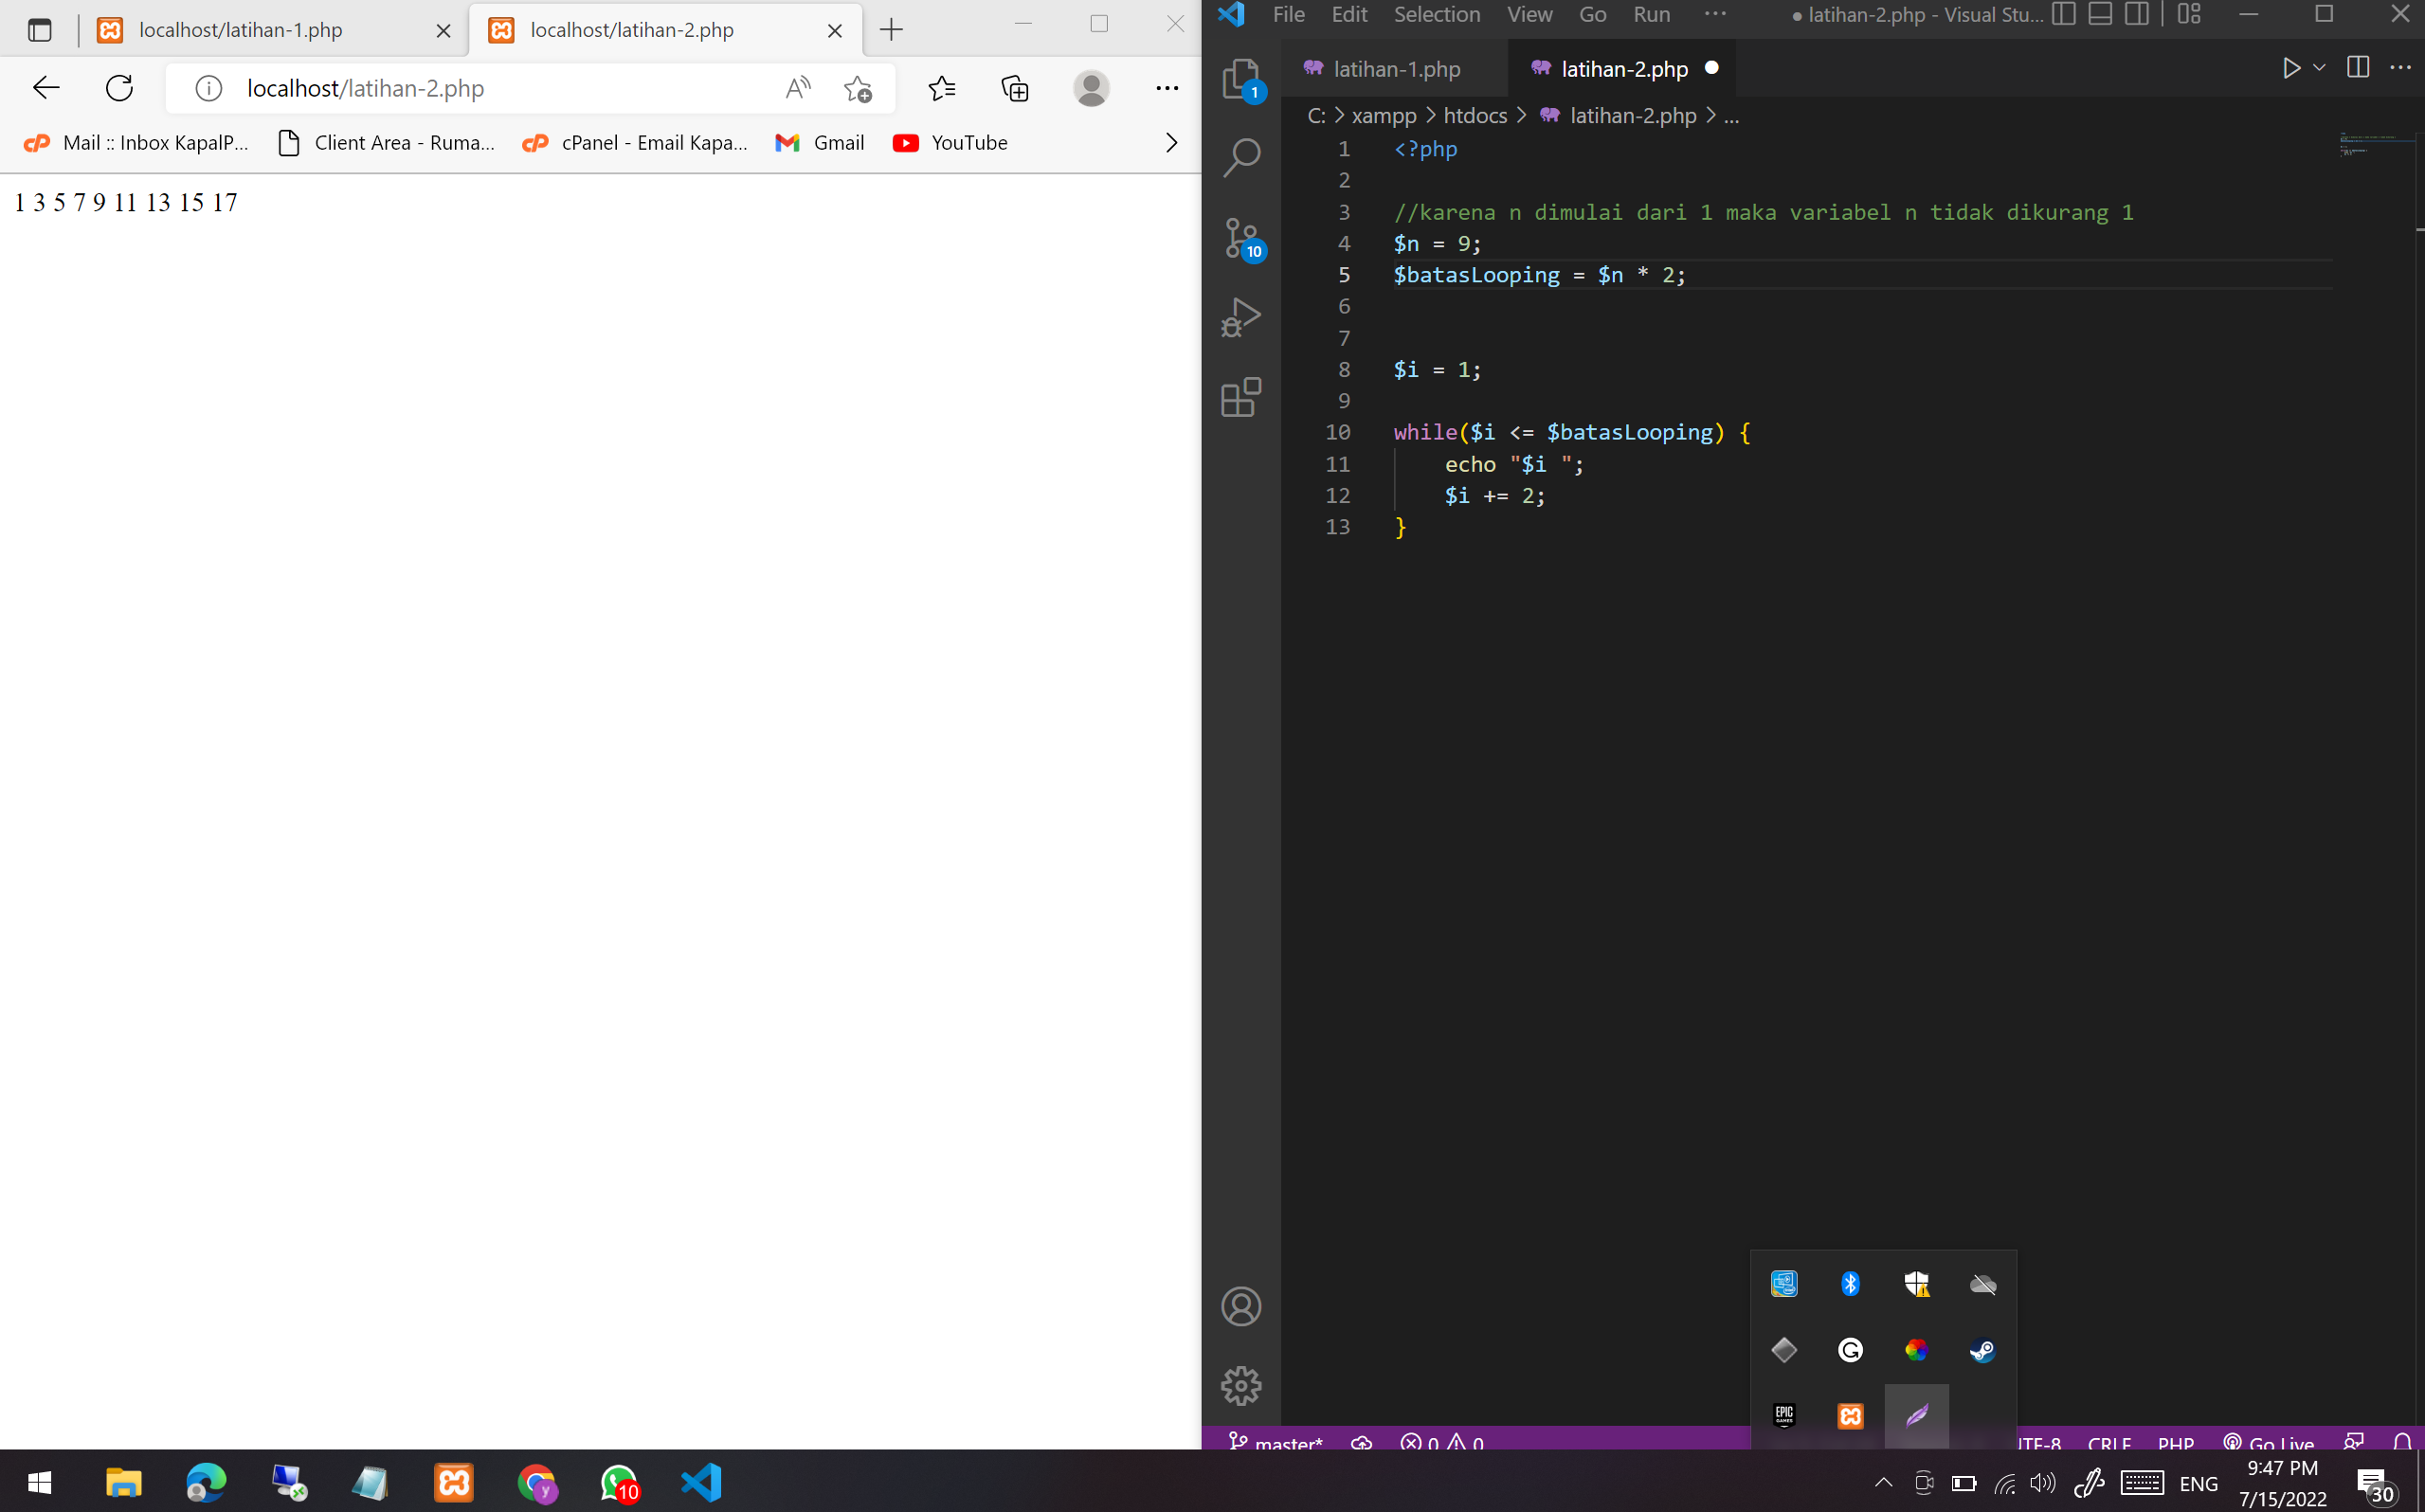 localhost/latihan-1.php
localhost/latihan-2.php
localhost/latihan-2.php
Mail :: Inbox KapalP...
Client Area - Ruma...
cPanel - Email Kapa...
Gmail
YouTube
1 3 5 7 9 11 13 15 17
File Edit Selection View Go Run ...
● latihan-2.php - Visual Stu...
latihan-1.php
latihan-2.php
C: > xampp > htdocs > latihan-2.php > ...
1 <?php
2
3 //karena n dimulai dari 1 maka variabel n tidak dikurang 1
4 $n = 9;
5 $batasLooping = $n * 2;
6
7
8 $i = 1;
9
10 while($i <= $batasLooping) {
11 echo "$i ";
12 $i += 2;
13 }
1
10
EPIC GAMES
master* 0 0
UTF-8 CRLF PHP Go Live
y
10
ENG
9:47 PM
7/15/2022
30